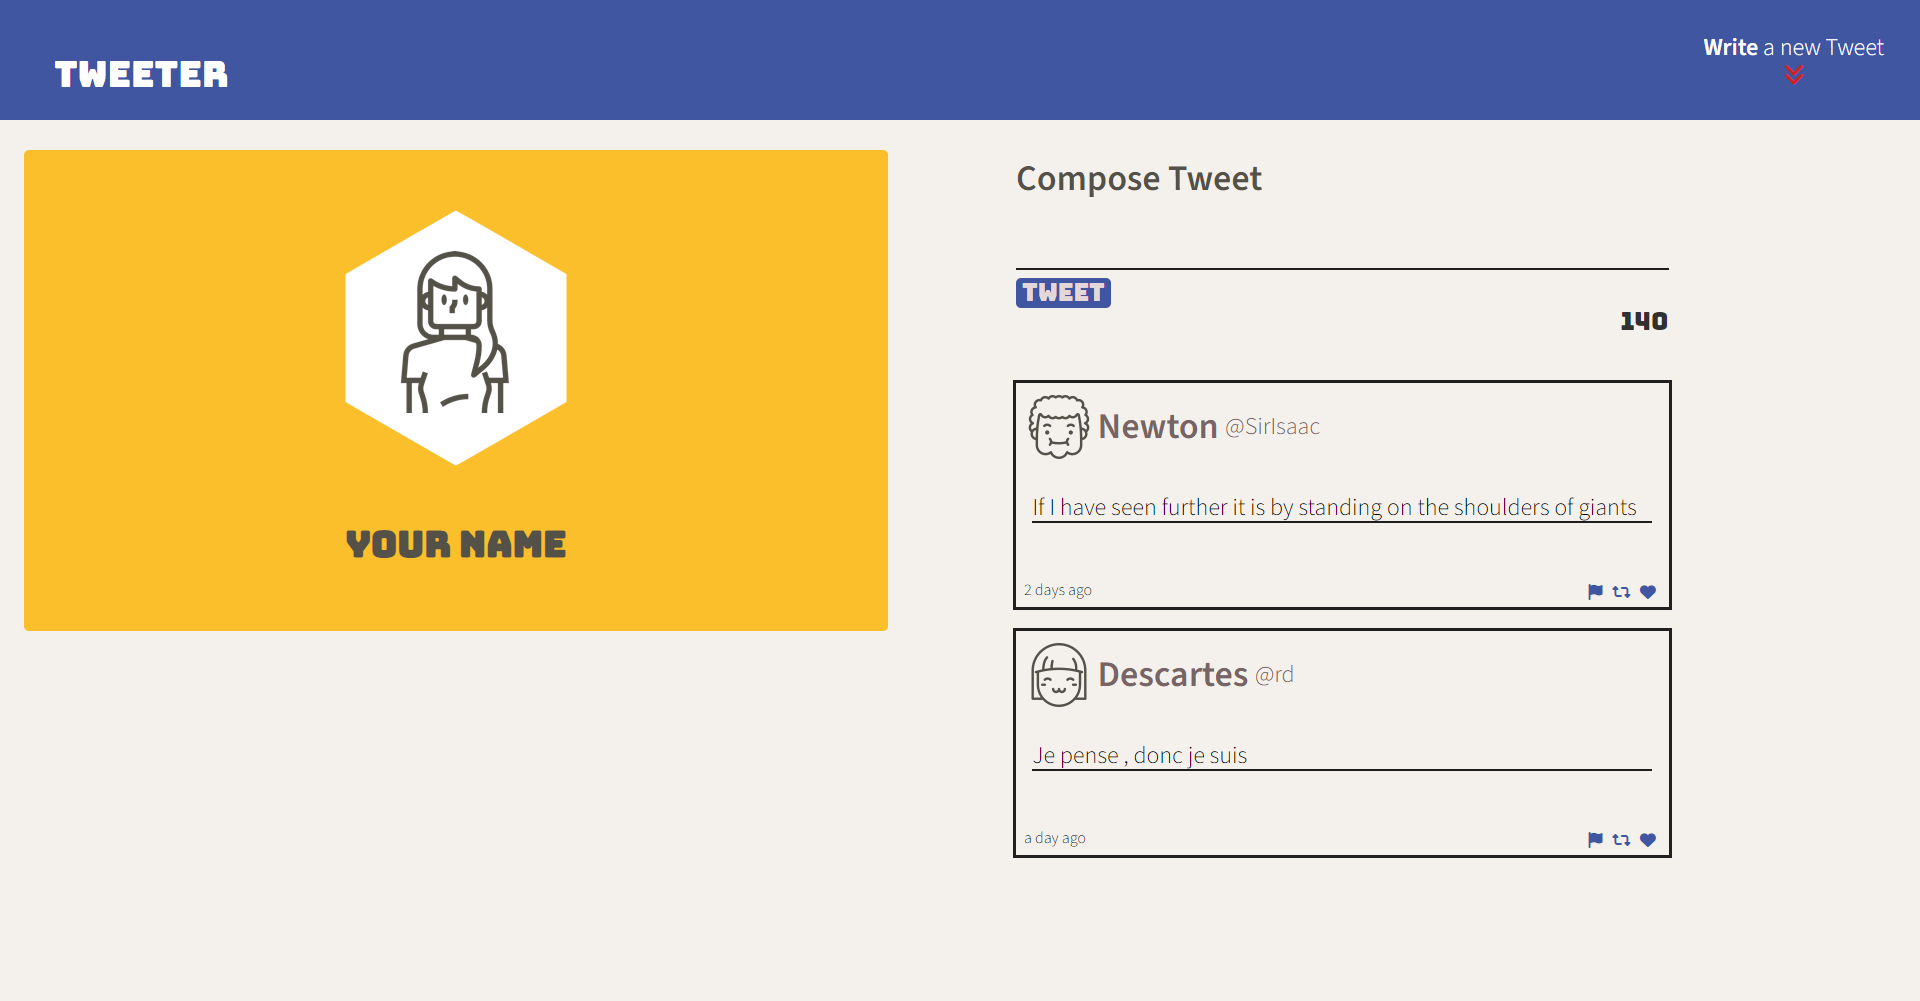 TWEETER
Write a new Tweet
YOUR NAME
Compose Tweet
TWEET
140
Newton @SirIsaac
If I have seen further it is by standing on the shoulders of giants
2 days ago
Descartes @rd
Je pense , donc je suis
a day ago